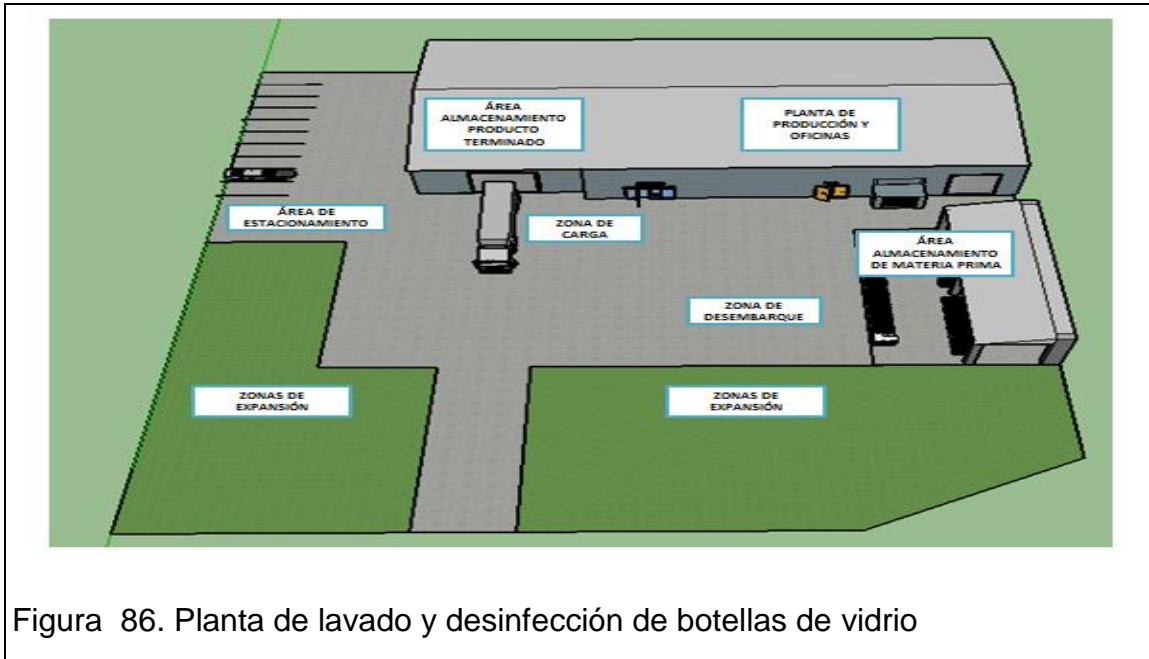 ÁREA
ALMACENAMIENTO
PRODUCTO
TERMINADO
PLANTA DE
PRODUCCIÓN Y
OFICINAS
ÁREA DE
ESTACIONAMIENTO
ZONA DE
CARGA
ÁREA
ALMACENAMIENTO
DE MATERIA PRIMA
ZONA DE
DESEMBARQUE
ZONAS DE
EXPANSIÓN
ZONAS DE
EXPANSIÓN
Figura 86. Planta de lavado y desinfección de botellas de vidrio